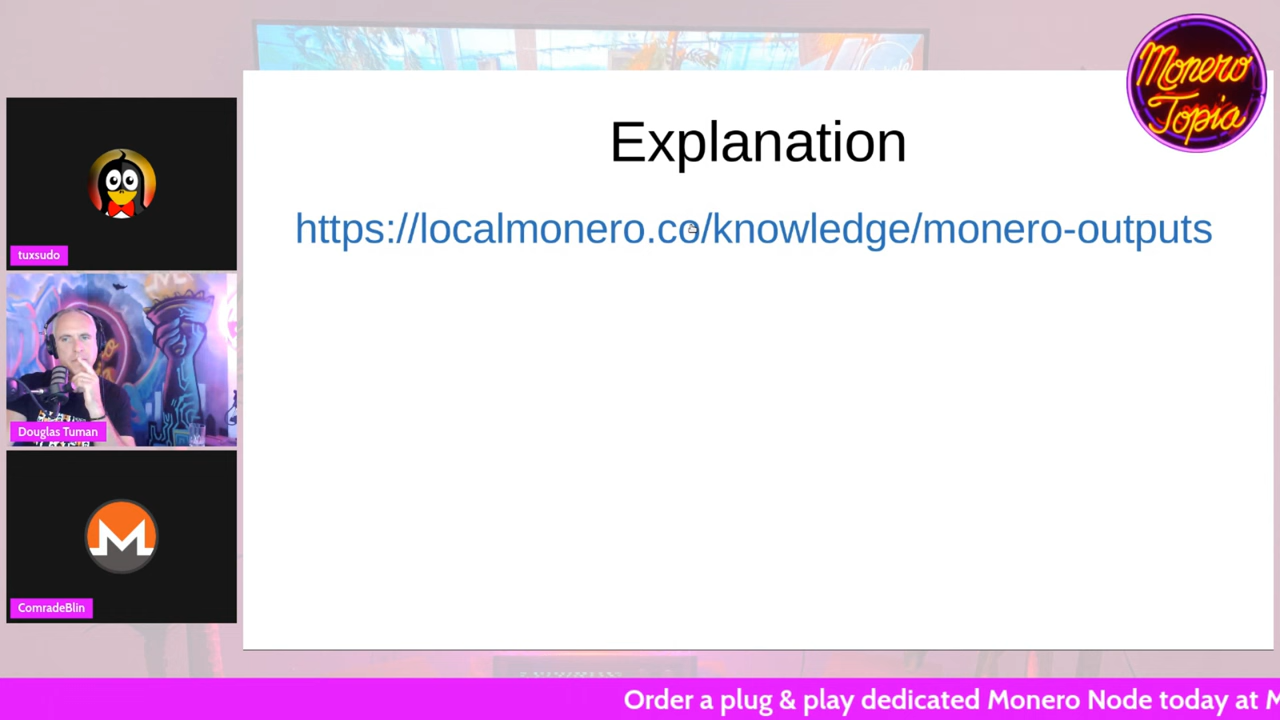 Monero
Topia
Explanation
https://localmonero.co/knowledge/monero-outputs
tuxsudo
Douglas Tuman
ComradeBlin
Order a plug & play dedicated Monero Node today at M